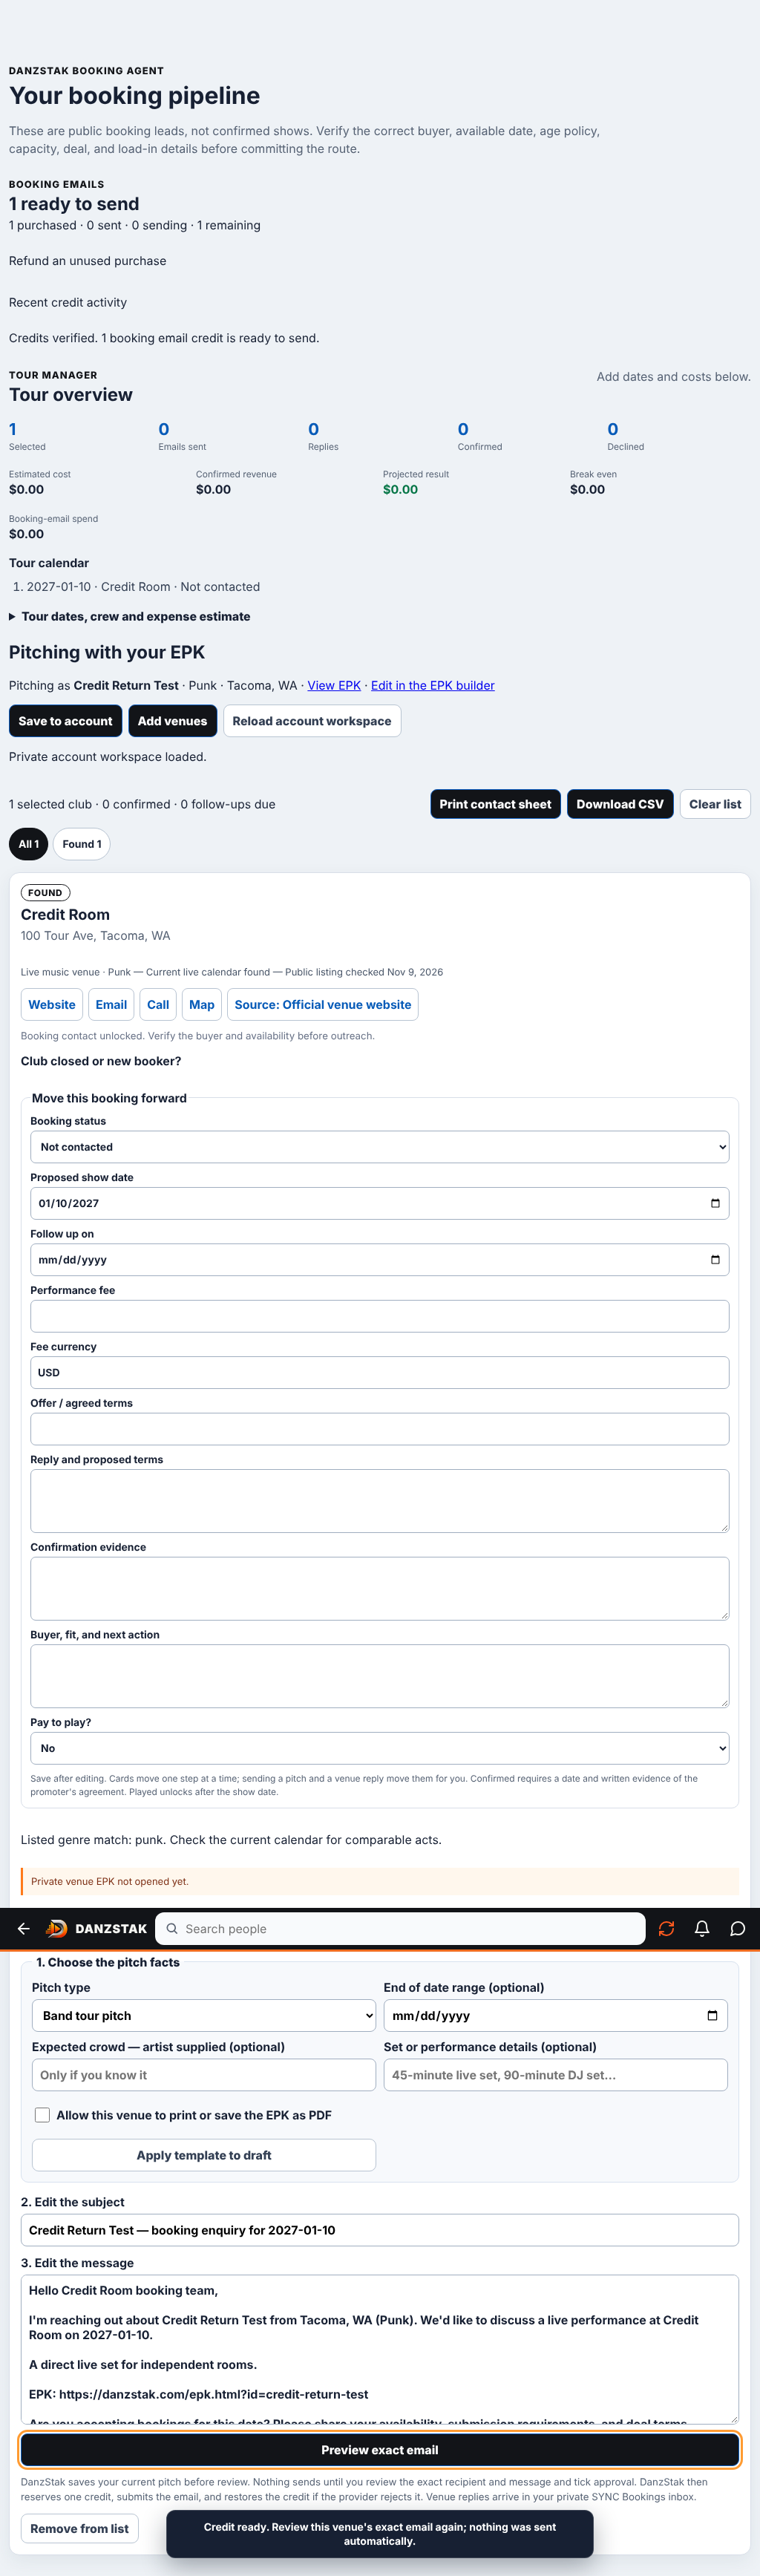 DANZSTAK BOOKING AGENT
Your booking pipeline
These are public booking leads, not confirmed shows. Verify the correct buyer, available date, age policy,
capacity, deal, and load-in details before committing the route.
BOOKING EMAILS
1 ready to send
1 purchased · 0 sent · 0 sending · 1 remaining
Refund an unused purchase
Recent credit activity
Credits verified. 1 booking email credit is ready to send.
TOUR MANAGER
Tour overview
Add dates and costs below.
1 0 0 0 0
Selected Emails sent Replies Confirmed Declined
Estimated cost Confirmed revenue Projected result Break even
$0.00 $0.00 $0.00 $0.00
Booking-email spend
$0.00
Tour calendar
1. 2027-01-10 · Credit Room · Not contacted
Tour dates, crew and expense estimate
Pitching with your EPK
Pitching as Credit Return Test · Punk · Tacoma, WA · View EPK · Edit in the EPK builder
Save to account Add venues Reload account workspace
Private account workspace loaded.
1 selected club · 0 confirmed · 0 follow-ups due Print contact sheet Download CSV Clear list
All 1 Found 1
FOUND
Credit Room
100 Tour Ave, Tacoma, WA
Live music venue · Punk — Current live calendar found — Public listing checked Nov 9, 2026
Website Email Call Map Source: Official venue website
Booking contact unlocked. Verify the buyer and availability before outreach.
Club closed or new booker?
Move this booking forward
Booking status
Not contacted
Proposed show date
01/10/2027
Follow up on
mm/dd/yyyy
Performance fee
Fee currency
USD
Offer / agreed terms
Reply and proposed terms
Confirmation evidence
Buyer, fit, and next action
Pay to play?
No
Save after editing. Cards move one step at a time; sending a pitch and a venue reply move them for you. Confirmed requires a date and written evidence of the
promoter's agreement. Played unlocks after the show date.
Listed genre match: punk. Check the current calendar for comparable acts.
Private venue EPK not opened yet.
DANZSTAK Search people
1. Choose the pitch facts
Pitch type End of date range (optional)
Band tour pitch mm/dd/yyyy
Expected crowd — artist supplied (optional) Set or performance details (optional)
Only if you know it 45-minute live set, 90-minute DJ set...
Allow this venue to print or save the EPK as PDF
Apply template to draft
2. Edit the subject
Credit Return Test — booking enquiry for 2027-01-10
3. Edit the message
Hello Credit Room booking team,
I'm reaching out about Credit Return Test from Tacoma, WA (Punk). We'd like to discuss a live performance at Credit
Room on 2027-01-10.
A direct live set for independent rooms.
EPK: https://danzstak.com/epk.html?id=credit-return-test
Are you accepting bookings for this date? Please share your availability, submission requirements, and deal terms.
Preview exact email
DanzStak saves your current pitch before review. Nothing sends until you review the exact recipient and message and tick approval. DanzStak then
reserves one credit, submits the email, and restores the credit if the provider rejects it. Venue replies arrive in your private SYNC Bookings inbox.
Remove from list
Credit ready. Review this venue's exact email again; nothing was sent
automatically.